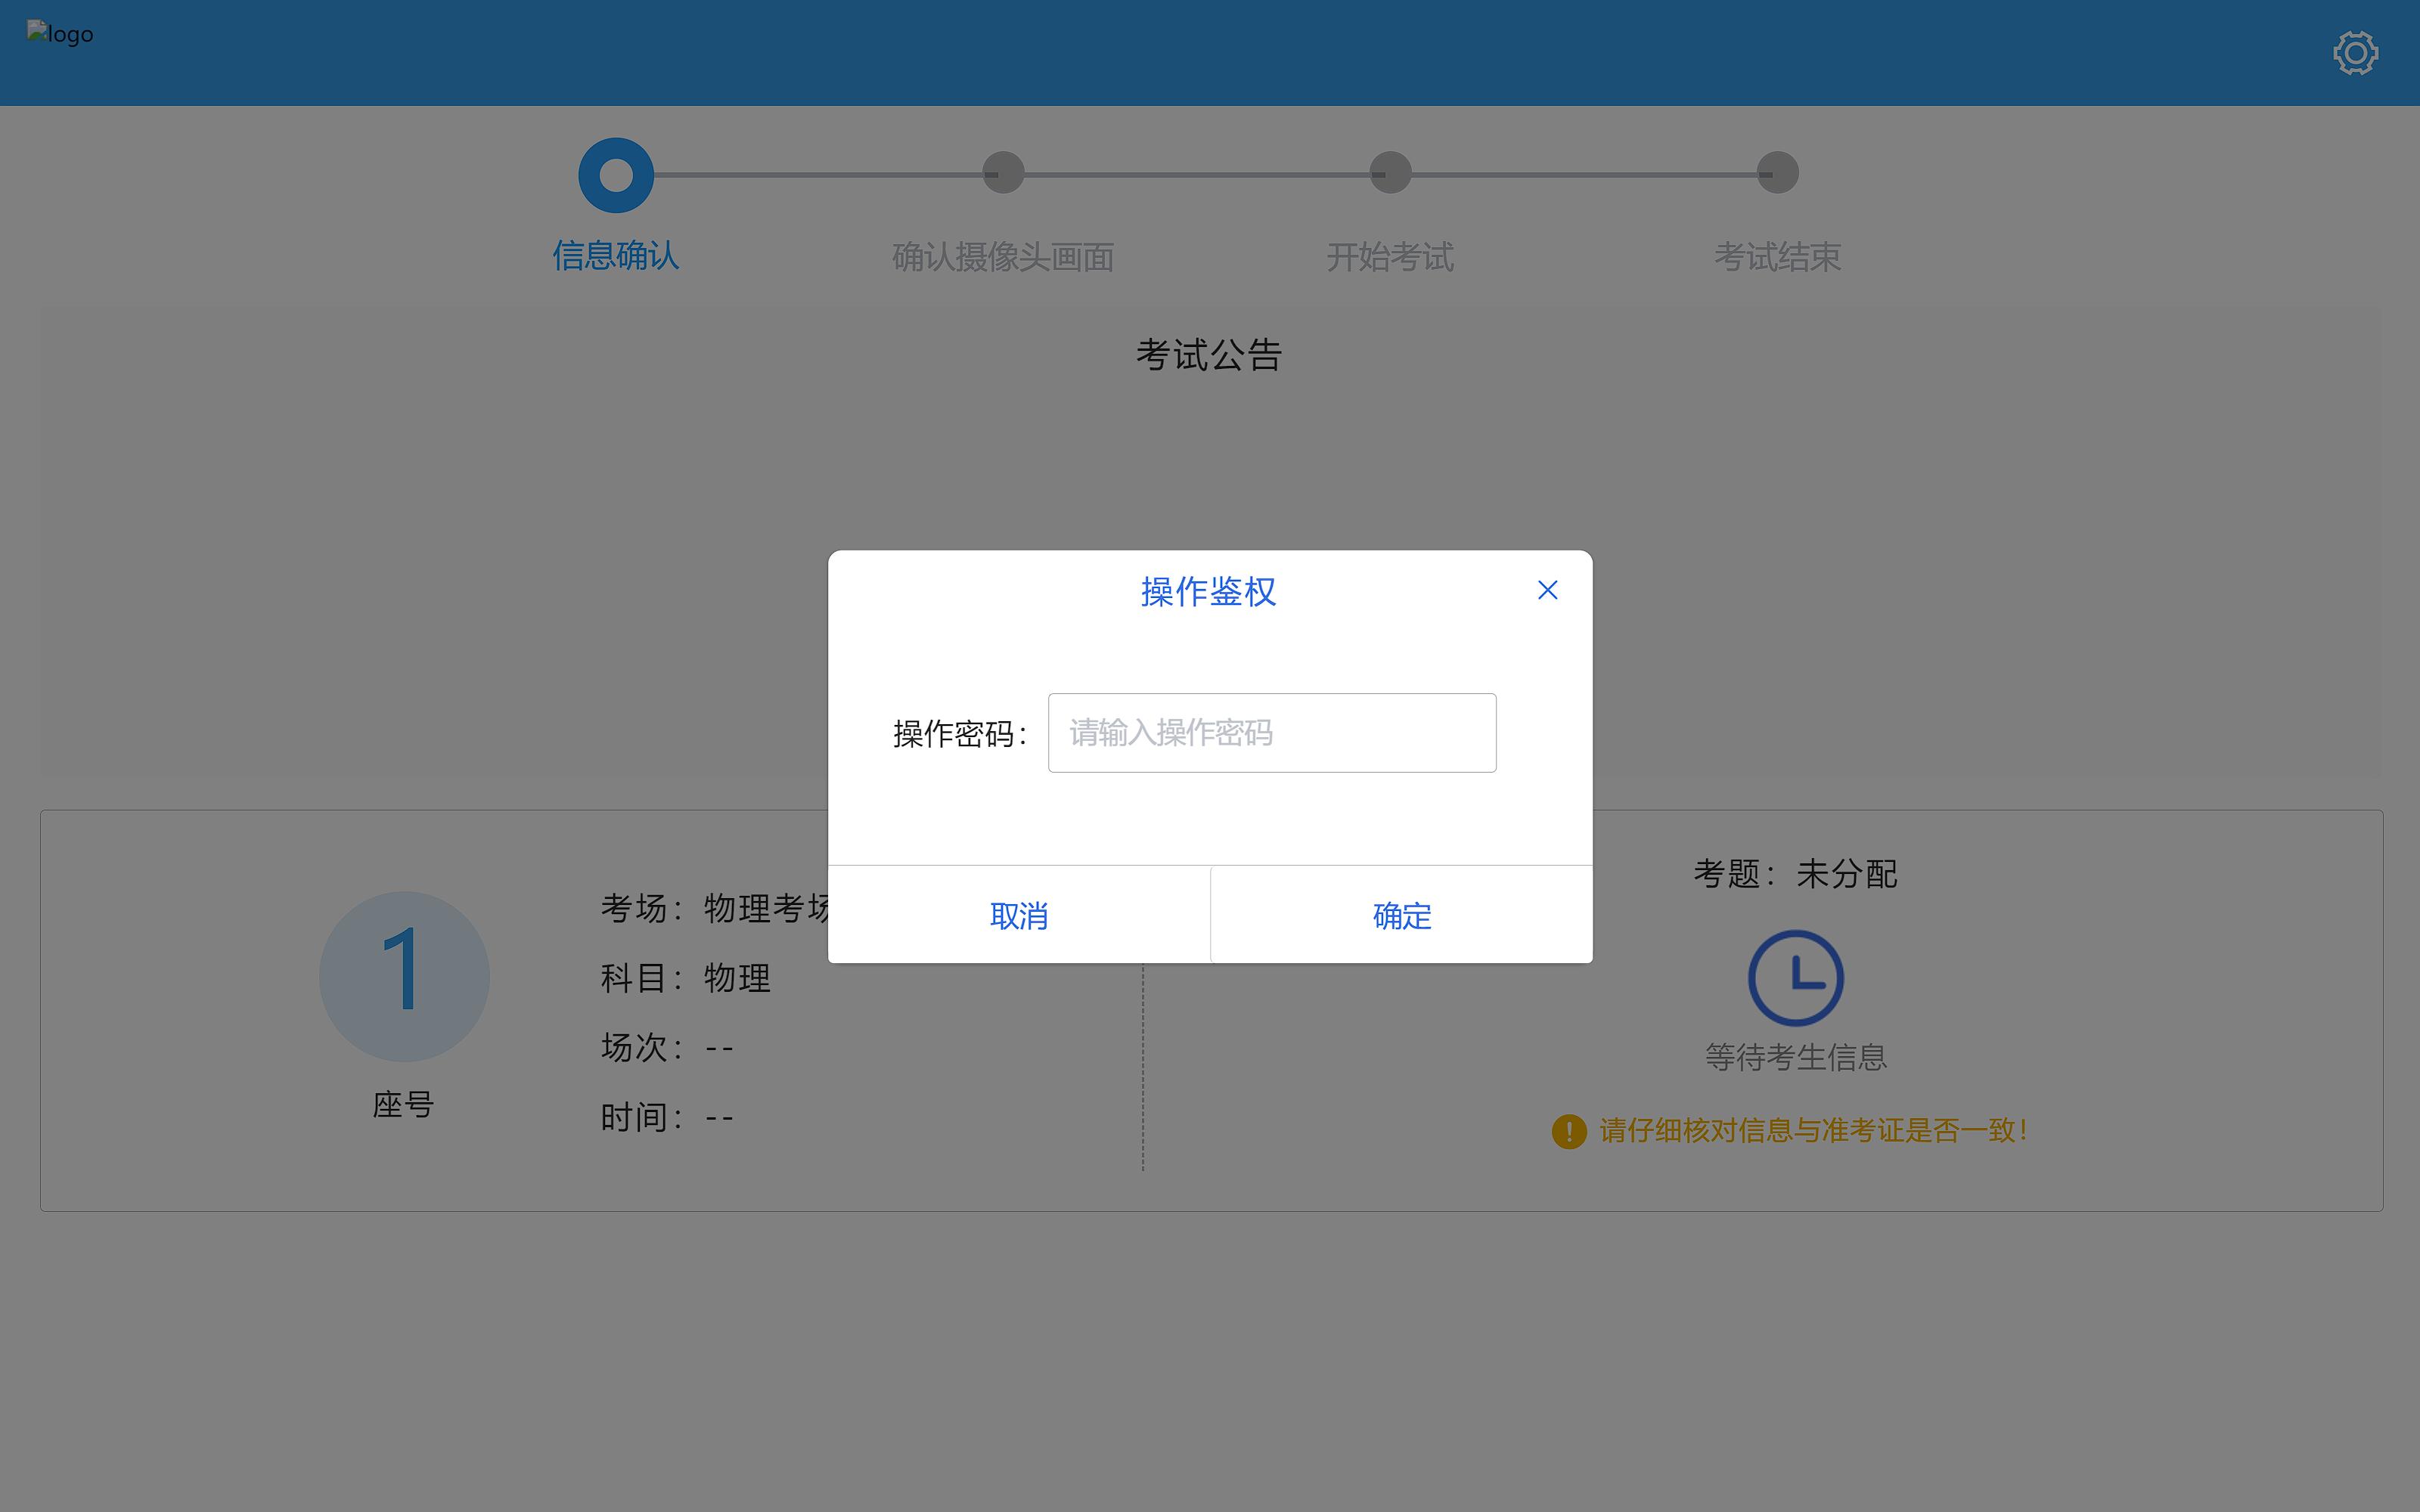 logo
信息确认
确认摄像头画面
开始考试
考试结束
考试公告
操作鉴权
操作密码：
请输入操作密码
取消
确定
1
座号
考场：物理考场
科目：物理
场次：--
时间：--
考题：未分配
等待考生信息
请仔细核对信息与准考证是否一致！